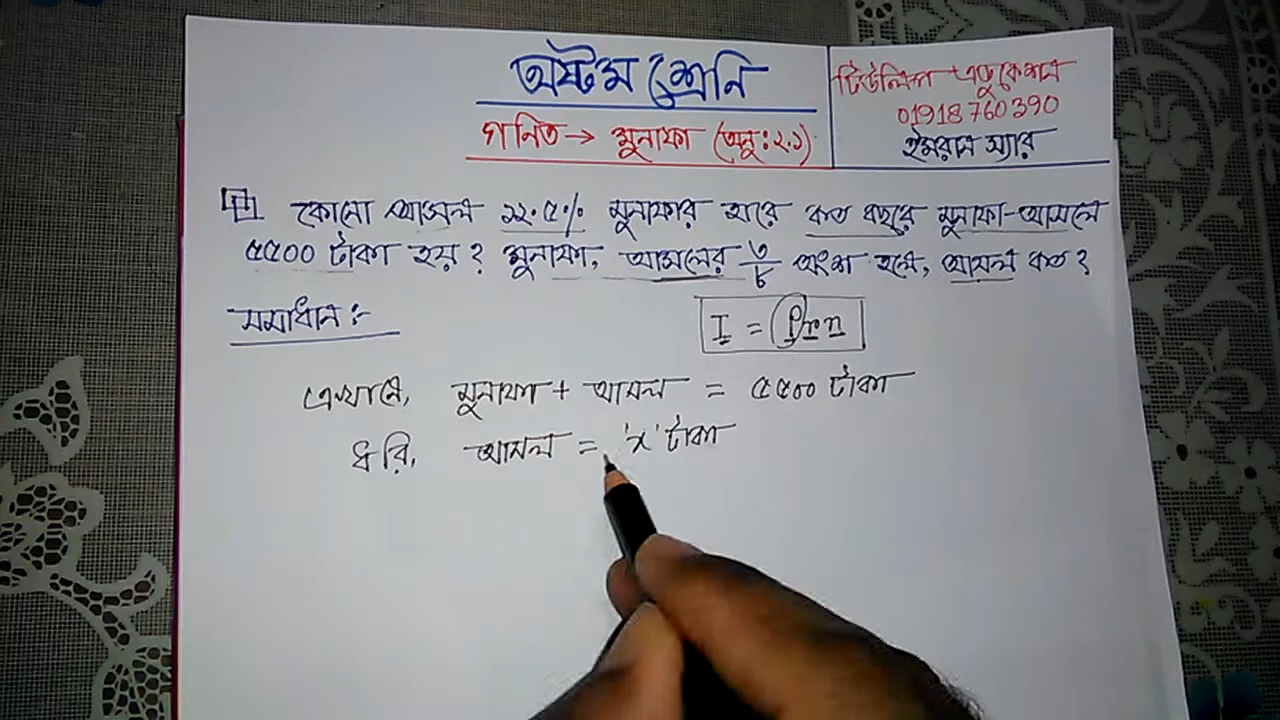 অষ্টম শ্রেনি
গনিত → মুনাফা (অনু: ২.১)
টিউলিপ এডুকেশন
01918 760390
ইমরান স্যার
কোনো আসল ১২.৫% মুনাফার হারে কত বছরে মুনাফা-আসলে
৫৫০০ টাকা হয়? মুনাফা, আসলের ৩/৮ অংশ হলে, আসল কত?
সমাধান:-
I = Prn
এখানে, মুনাফা + আসল = ৫৫০০ টাকা
ধরি, আসল = 'x' টাকা